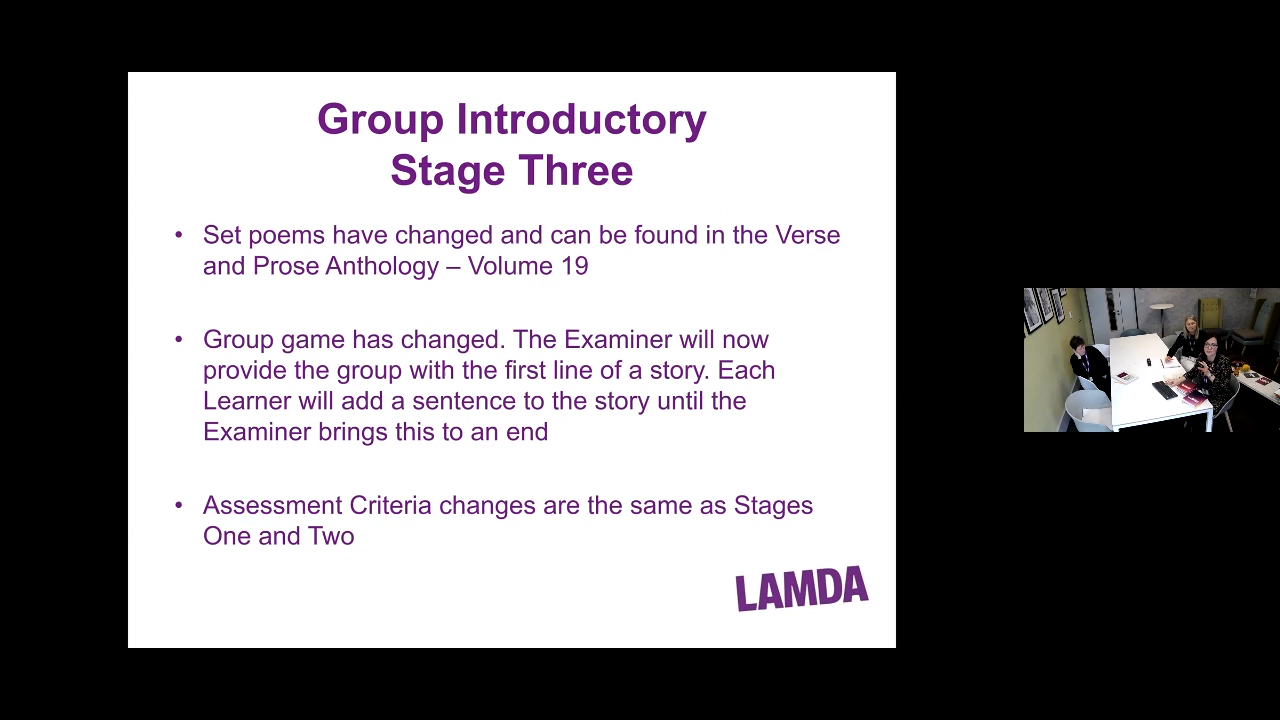 Group Introductory
Stage Three
• Set poems have changed and can be found in the Verse
and Prose Anthology – Volume 19
• Group game has changed. The Examiner will now
provide the group with the first line of a story. Each
Learner will add a sentence to the story until the
Examiner brings this to an end
• Assessment Criteria changes are the same as Stages
One and Two
LAMDA